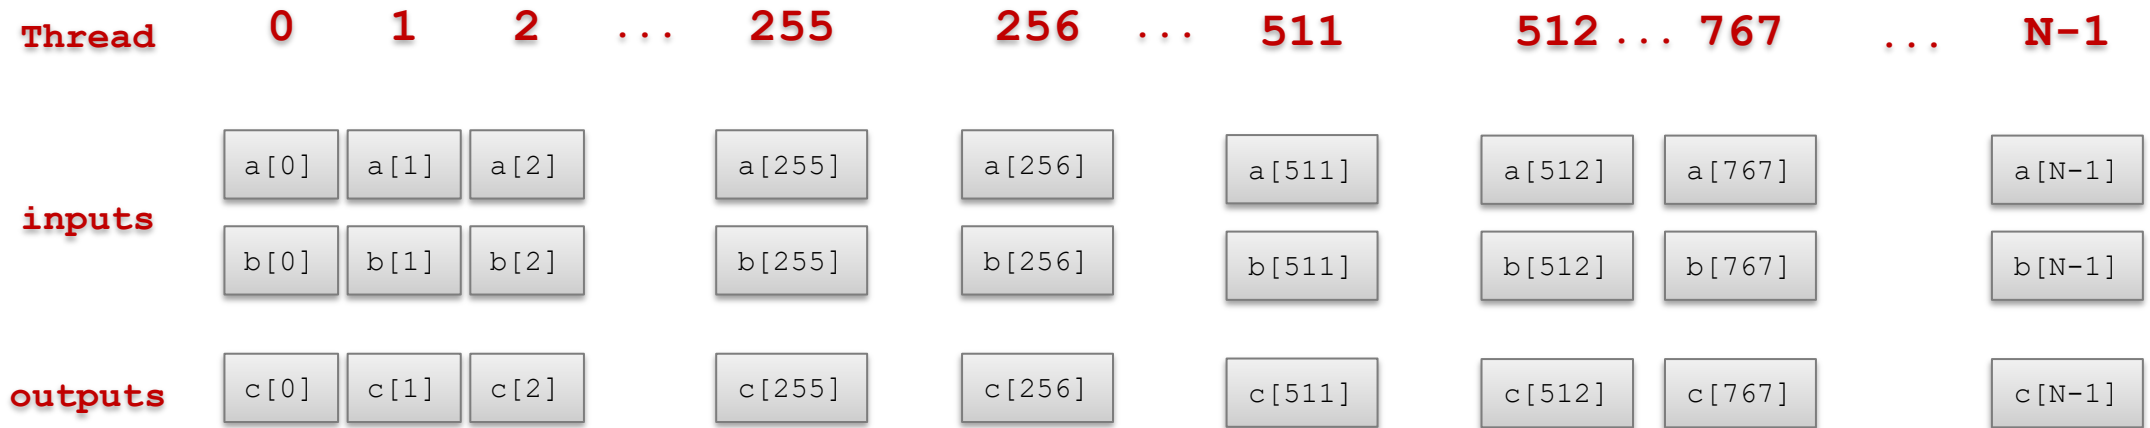 Thread 0 1 2 ... 255 256 ... 511 512 ... 767 ... N-1
a[0] a[1] a[2] a[255] a[256] a[511] a[512] a[767] a[N-1]
inputs
b[0] b[1] b[2] b[255] b[256] b[511] b[512] b[767] b[N-1]
outputs c[0] c[1] c[2] c[255] c[256] c[511] c[512] c[767] c[N-1]